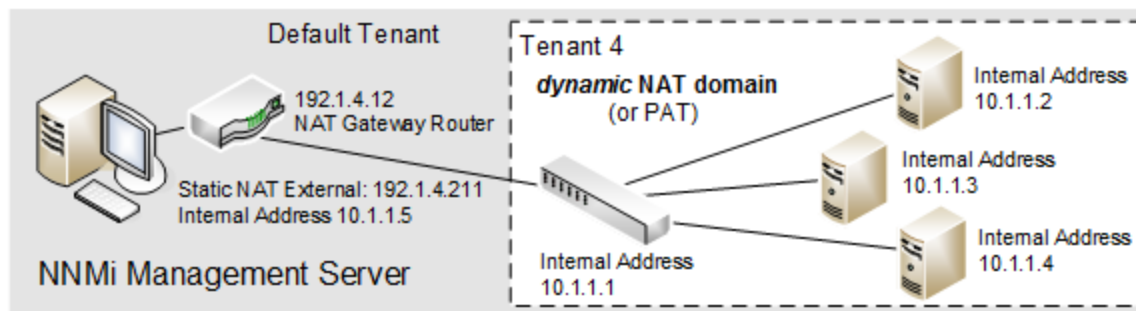 Default Tenant
192.1.4.12
NAT Gateway Router
Static NAT External: 192.1.4.211
Internal Address 10.1.1.5
NNMi Management Server
Tenant 4
dynamic NAT domain
(or PAT)
Internal Address
10.1.1.1
Internal Address
10.1.1.2
Internal Address
10.1.1.3
Internal Address
10.1.1.4